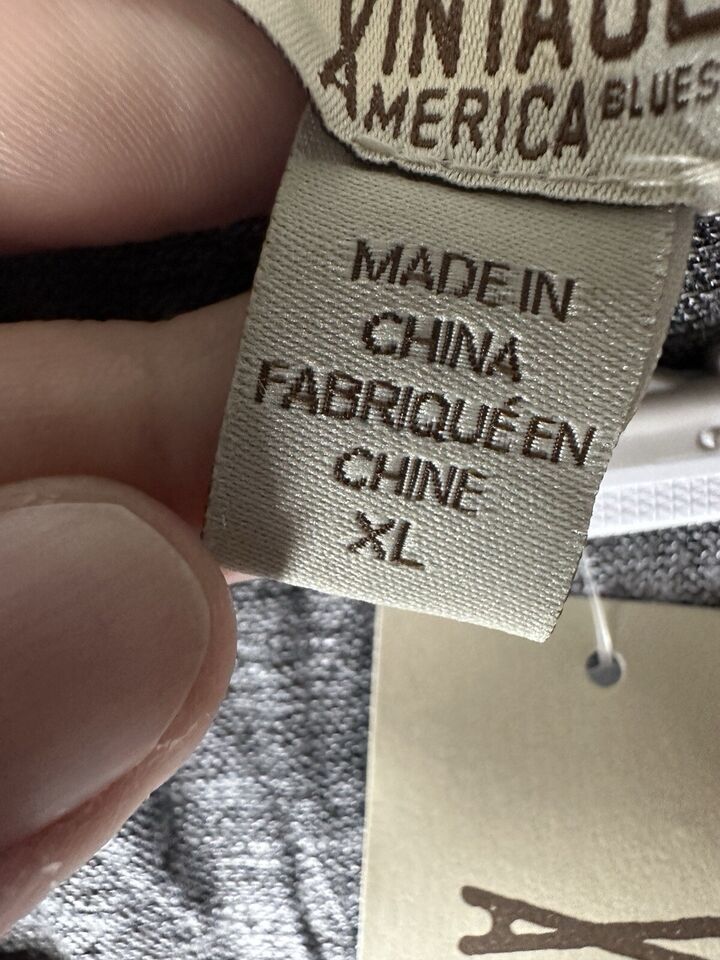 AMERICA BLUES
MADE IN
CHINA
FABRIQUÉ EN
CHINE
XL